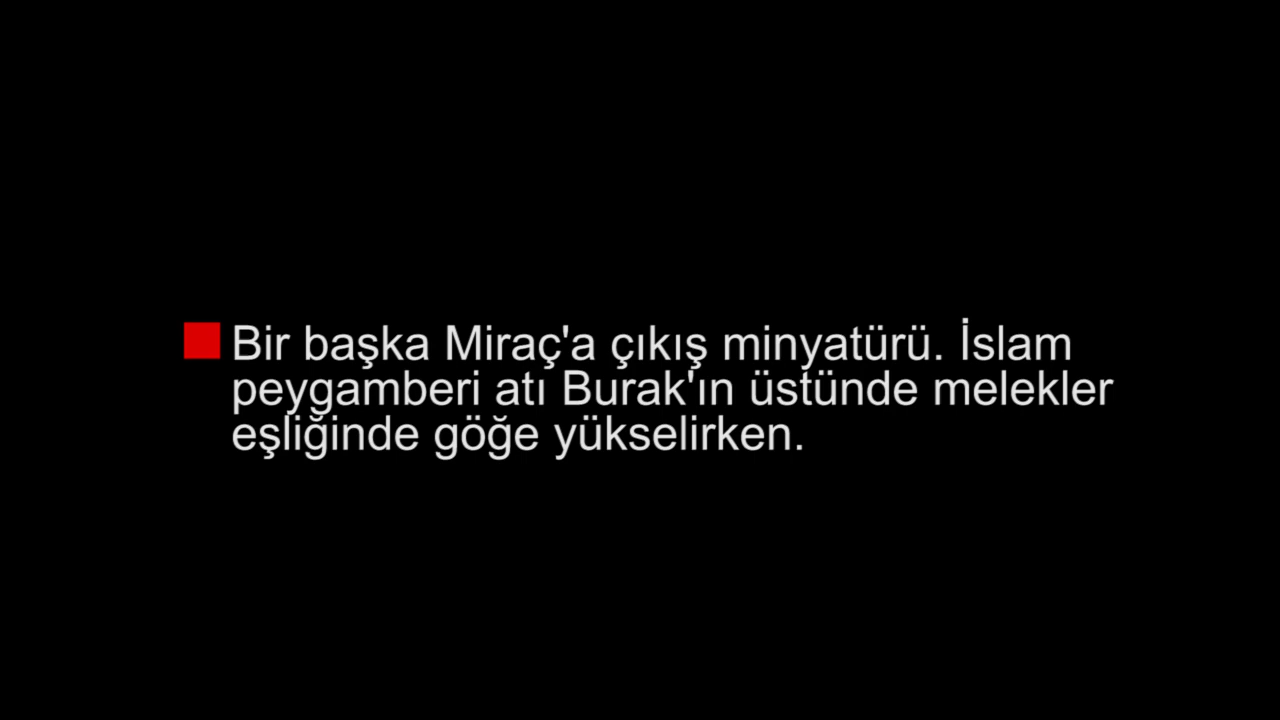 Bir başka Miraç'a çıkış minyatürü. İslam
peygamberi atı Burak'ın üstünde melekler
eşliğinde göğe yükselirken.